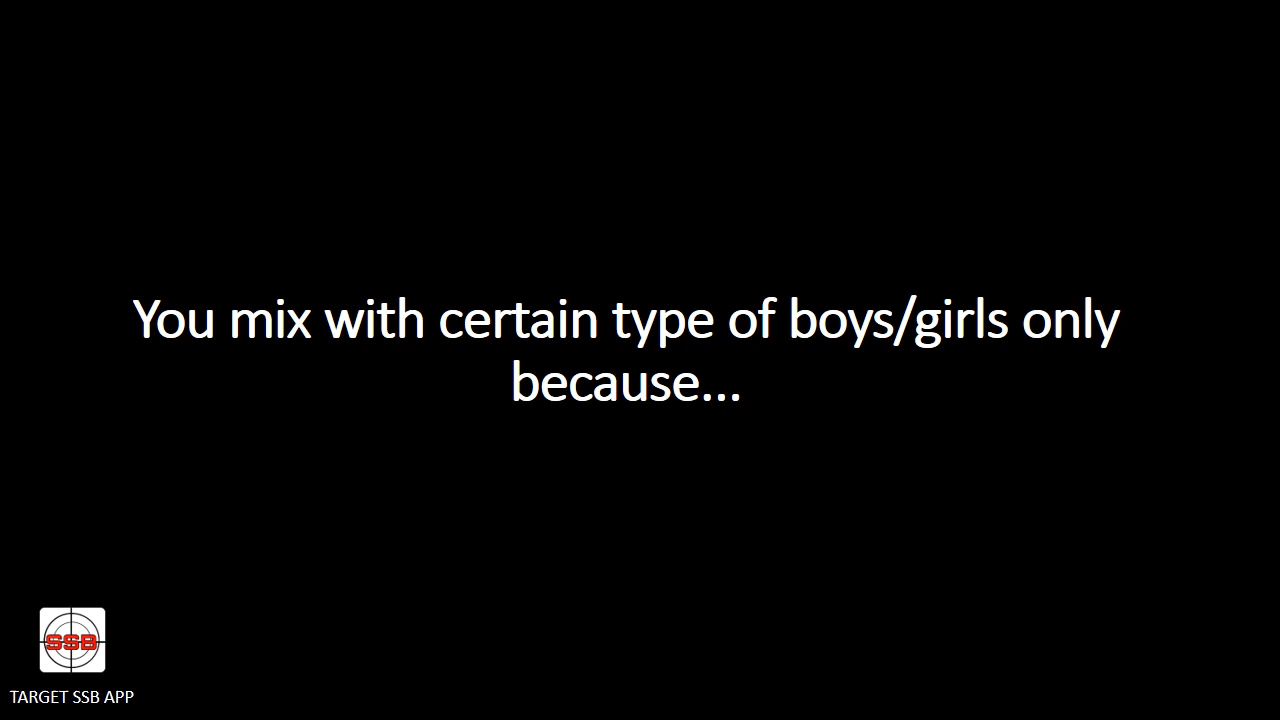 You mix with certain type of boys/girls only
because...
SSB
TARGET SSB APP